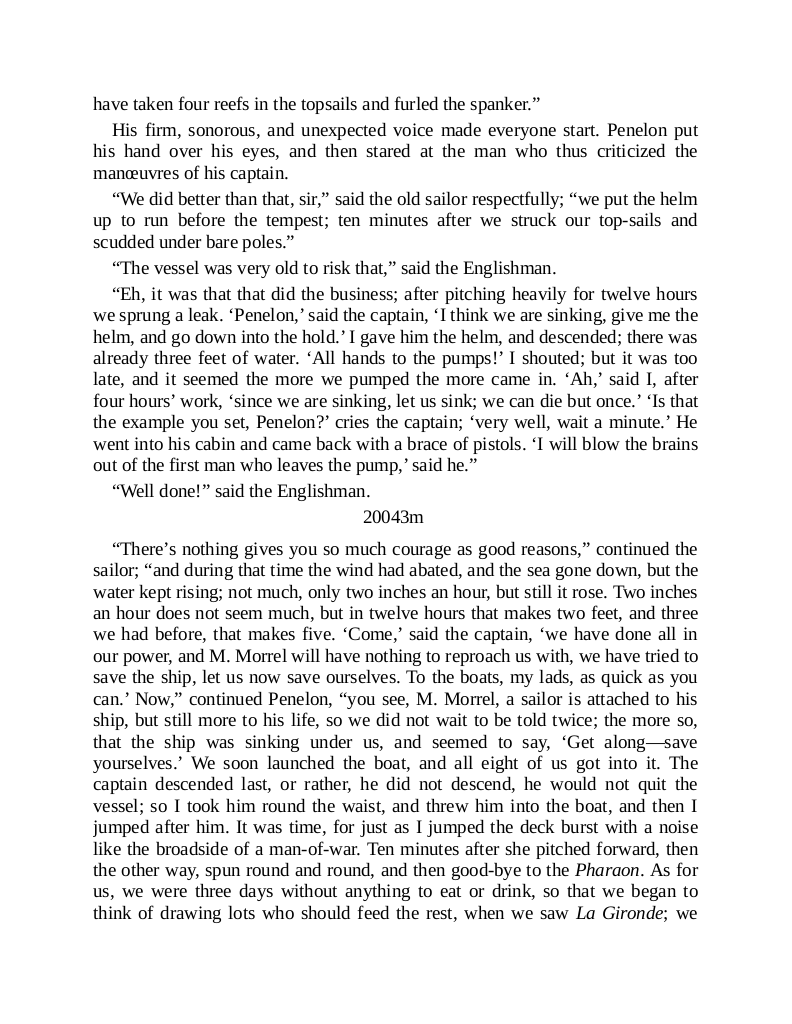 have taken four reefs in the topsails and furled the spanker.”
His firm, sonorous, and unexpected voice made everyone start. Penelon put
his hand over his eyes, and then stared at the man who thus criticized the
manœuvres of his captain.
“We did better than that, sir,” said the old sailor respectfully; “we put the helm
up to run before the tempest; ten minutes after we struck our top-sails and
scudded under bare poles.”
“The vessel was very old to risk that,” said the Englishman.
“Eh, it was that that did the business; after pitching heavily for twelve hours
we sprung a leak. ‘Penelon,’ said the captain, ‘I think we are sinking, give me the
helm, and go down into the hold.’ I gave him the helm, and descended; there was
already three feet of water. ‘All hands to the pumps!’ I shouted; but it was too
late, and it seemed the more we pumped the more came in. ‘Ah,’ said I, after
four hours’ work, ‘since we are sinking, let us sink; we can die but once.’ ‘Is that
the example you set, Penelon?’ cries the captain; ‘very well, wait a minute.’ He
went into his cabin and came back with a brace of pistols. ‘I will blow the brains
out of the first man who leaves the pump,’ said he.”
“Well done!” said the Englishman.
20043m
“There’s nothing gives you so much courage as good reasons,” continued the
sailor; “and during that time the wind had abated, and the sea gone down, but the
water kept rising; not much, only two inches an hour, but still it rose. Two inches
an hour does not seem much, but in twelve hours that makes two feet, and three
we had before, that makes five. ‘Come,’ said the captain, ‘we have done all in
our power, and M. Morrel will have nothing to reproach us with, we have tried to
save the ship, let us now save ourselves. To the boats, my lads, as quick as you
can.’ Now,” continued Penelon, “you see, M. Morrel, a sailor is attached to his
ship, but still more to his life, so we did not wait to be told twice; the more so,
that the ship was sinking under us, and seemed to say, ‘Get along—save
yourselves.’ We soon launched the boat, and all eight of us got into it. The
captain descended last, or rather, he did not descend, he would not quit the
vessel; so I took him round the waist, and threw him into the boat, and then I
jumped after him. It was time, for just as I jumped the deck burst with a noise
like the broadside of a man-of-war. Ten minutes after she pitched forward, then
the other way, spun round and round, and then good-bye to the Pharaon. As for
us, we were three days without anything to eat or drink, so that we began to
think of drawing lots who should feed the rest, when we saw La Gironde; we